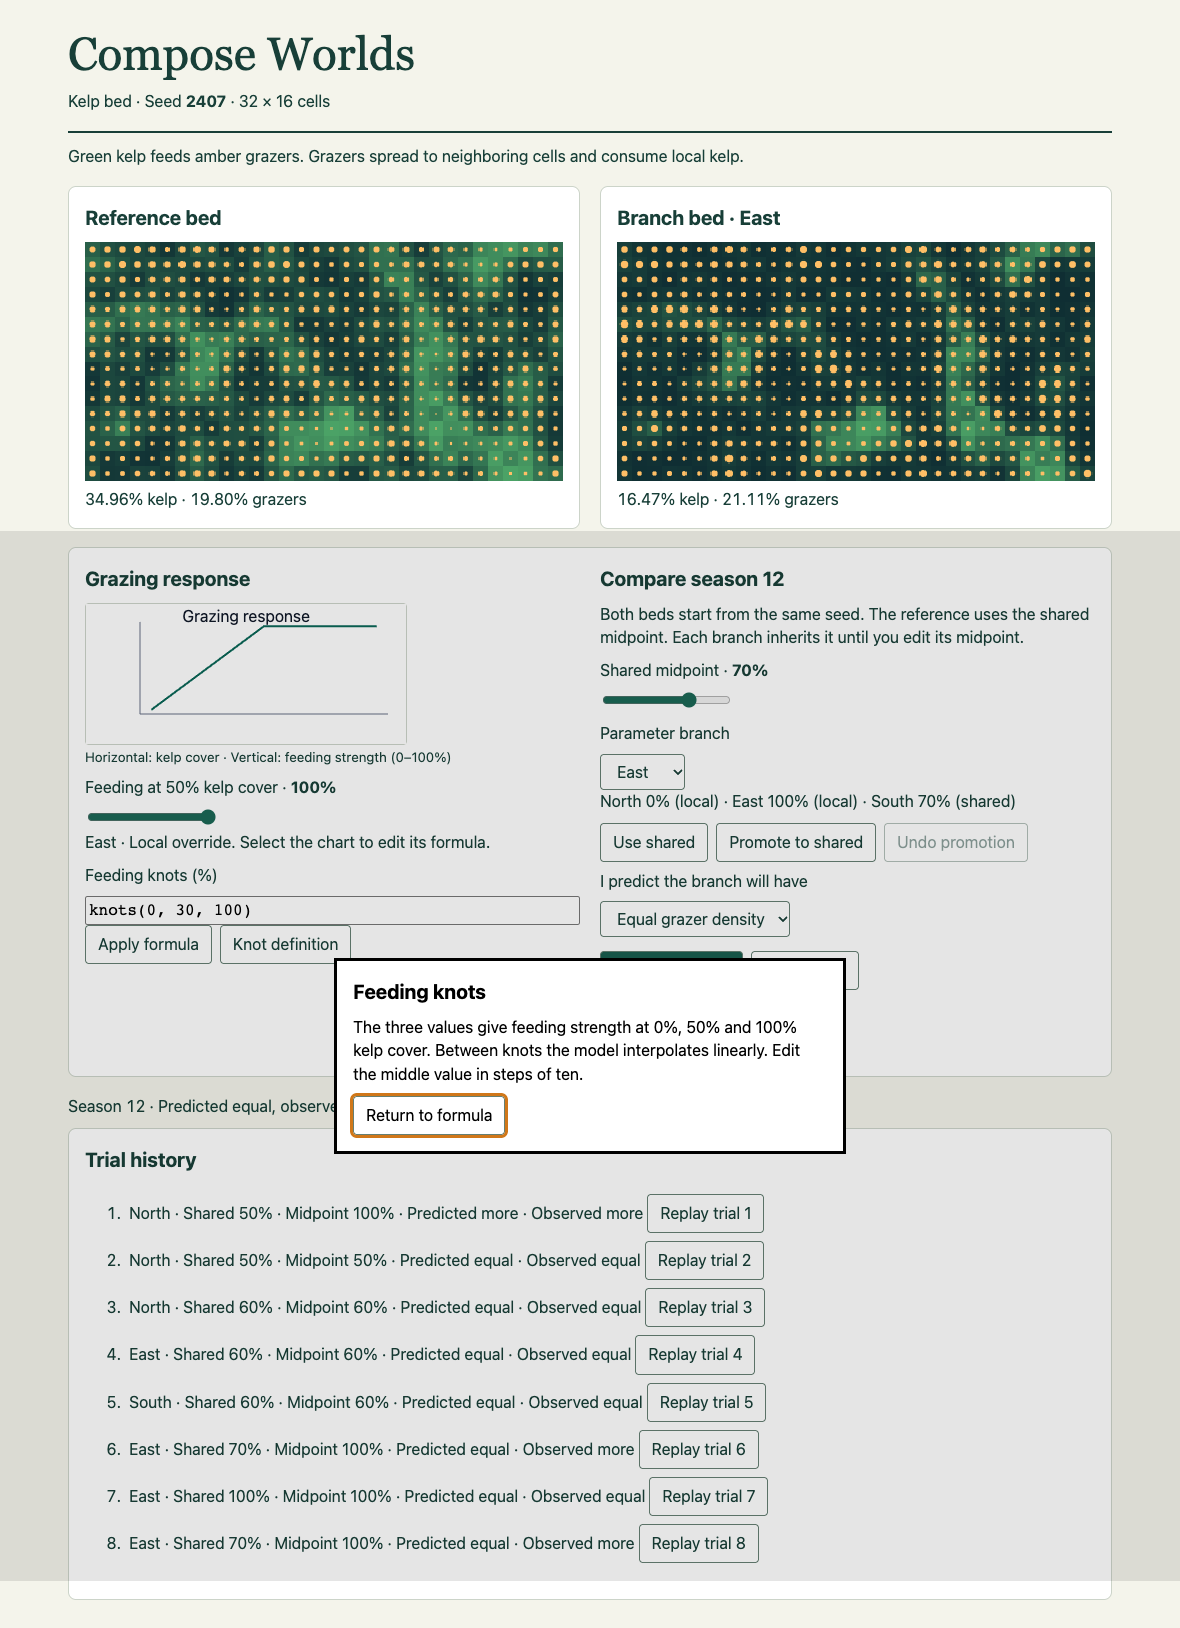 Compose Worlds
Kelp bed · Seed 2407 · 32 × 16 cells
Green kelp feeds amber grazers. Grazers spread to neighboring cells and consume local kelp.
Reference bed
34.96% kelp · 19.80% grazers
Branch bed · East
16.47% kelp · 21.11% grazers
Grazing response
Grazing response
Horizontal: kelp cover · Vertical: feeding strength (0–100%)
Feeding at 50% kelp cover · 100%
East · Local override. Select the chart to edit its formula.
Feeding knots (%)
knots(0, 30, 100)
Apply formula
Knot definition
Compare season 12
Both beds start from the same seed. The reference uses the shared
midpoint. Each branch inherits it until you edit its midpoint.
Shared midpoint · 70%
Parameter branch
East
North 0% (local) · East 100% (local) · South 70% (shared)
Use shared
Promote to shared
Undo promotion
I predict the branch will have
Equal grazer density
Feeding knots
The three values give feeding strength at 0%, 50% and 100%
kelp cover. Between knots the model interpolates linearly. Edit
the middle value in steps of ten.
Return to formula
Season 12 · Predicted equal, observe
Trial history
1. North · Shared 50% · Midpoint 100% · Predicted more · Observed more Replay trial 1
2. North · Shared 50% · Midpoint 50% · Predicted equal · Observed equal Replay trial 2
3. North · Shared 60% · Midpoint 60% · Predicted equal · Observed equal Replay trial 3
4. East · Shared 60% · Midpoint 60% · Predicted equal · Observed equal Replay trial 4
5. South · Shared 60% · Midpoint 60% · Predicted equal · Observed equal Replay trial 5
6. East · Shared 70% · Midpoint 100% · Predicted equal · Observed more Replay trial 6
7. East · Shared 100% · Midpoint 100% · Predicted equal · Observed equal Replay trial 7
8. East · Shared 70% · Midpoint 100% · Predicted equal · Observed more Replay trial 8